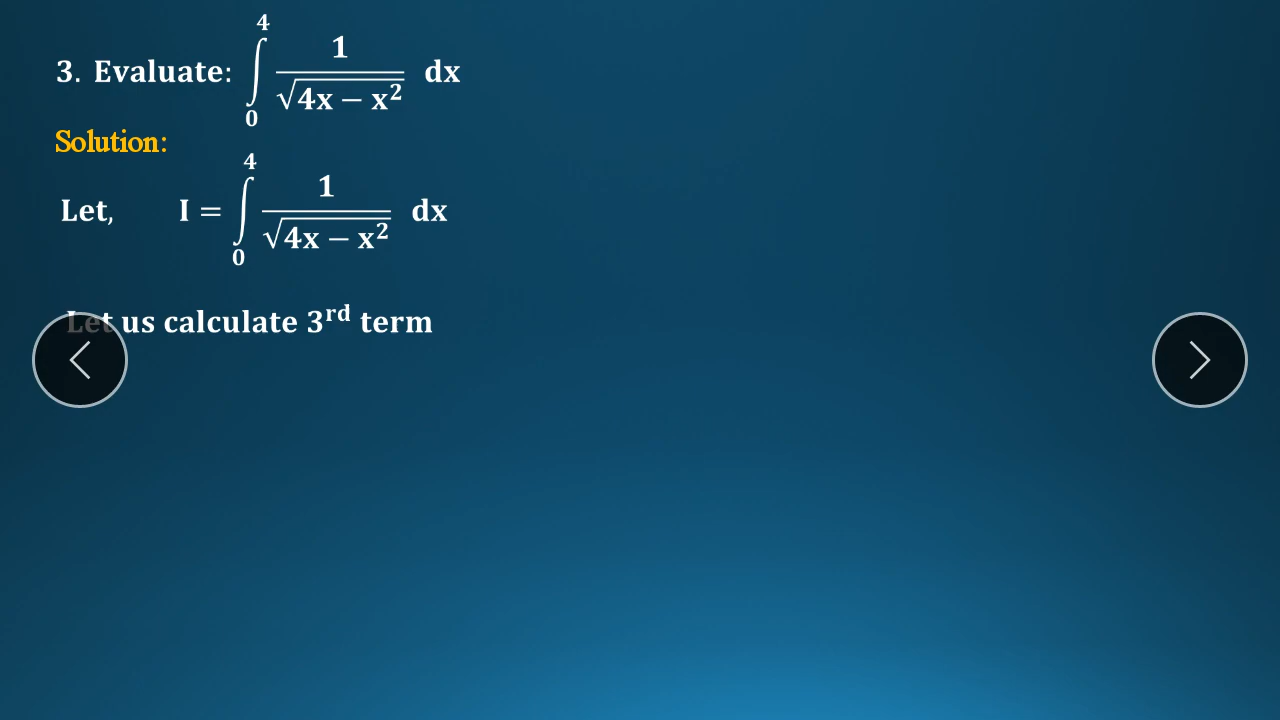 3. Evaluate: ∫₀⁴ 1/√(4x − x²) dx
Solution:
Let, I = ∫₀⁴ 1/√(4x − x²) dx
Let us calculate 3ʳᵈ term